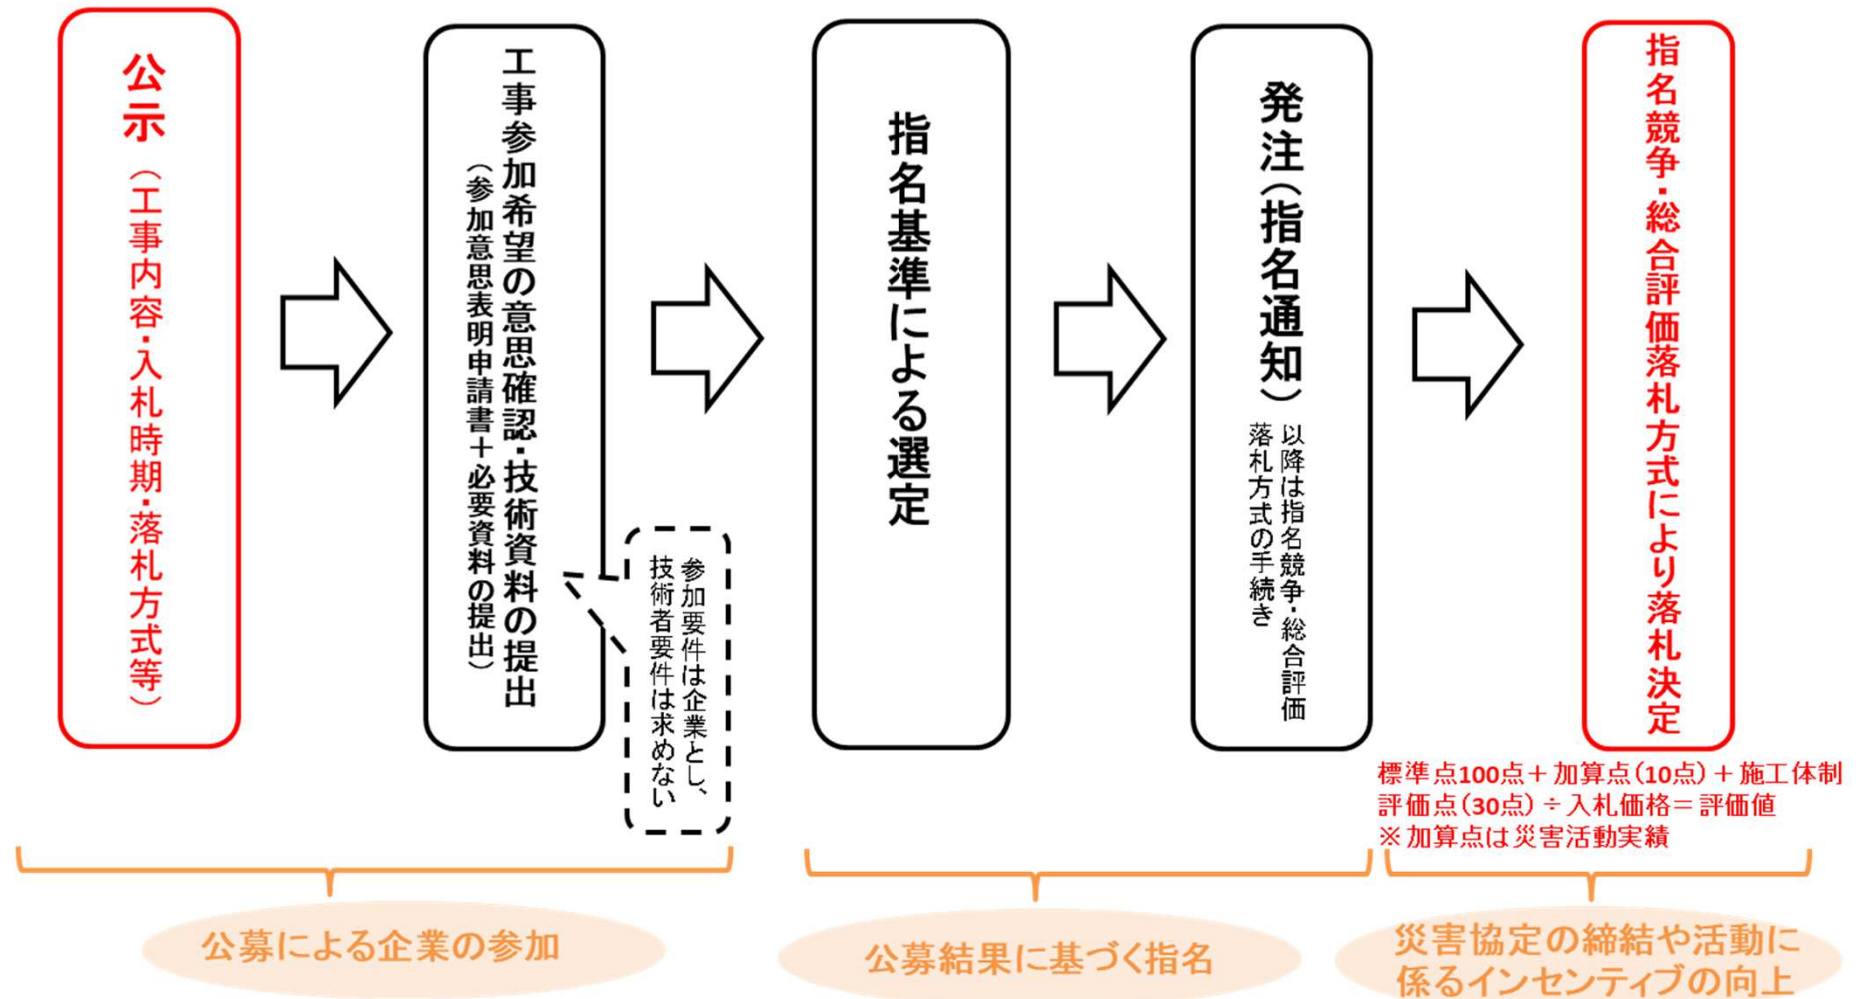 公示（工事内容・入札時期・落札方式等）
工事参加希望の意思確認・技術資料の提出
（参加意思表明申請書＋必要資料の提出）
参加要件は企業とし、
技術者要件は求めない
指名基準による選定
発注（指名通知）
以降は指名競争・総合評価
落札方式の手続き
指名競争・総合評価落札方式により落札決定
標準点100点＋加算点（10点）＋施工体制
評価点（30点）÷入札価格＝評価値
※加算点は災害活動実績
公募による企業の参加
公募結果に基づく指名
災害協定の締結や活動に
係るインセンティブの向上